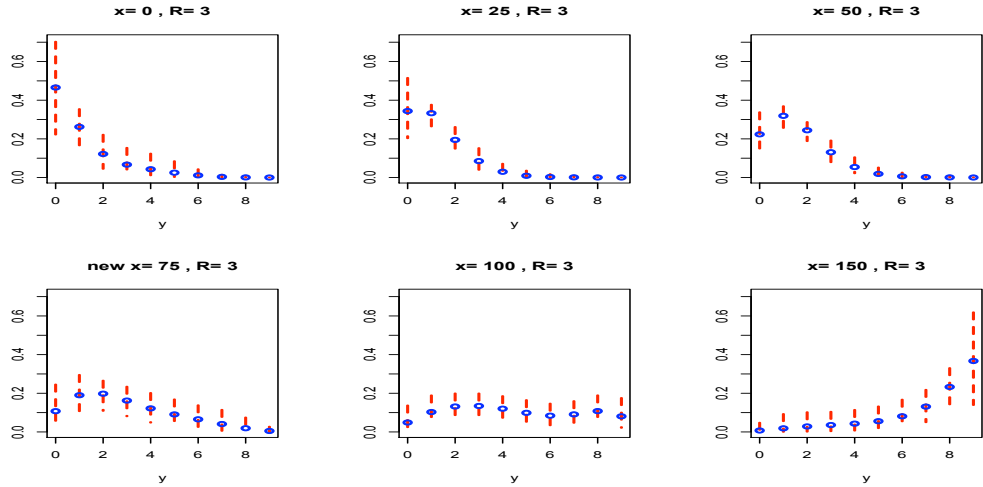 x= 0 , R= 3
x= 25 , R= 3
x= 50 , R= 3
0.0 0.2 0.4 0.6
0 2 4 6 8
y
0.0 0.2 0.4 0.6
0 2 4 6 8
y
0.0 0.2 0.4 0.6
0 2 4 6 8
y
new x= 75 , R= 3
x= 100 , R= 3
x= 150 , R= 3
0.0 0.2 0.4 0.6
0 2 4 6 8
y
0.0 0.2 0.4 0.6
0 2 4 6 8
y
0.0 0.2 0.4 0.6
0 2 4 6 8
y